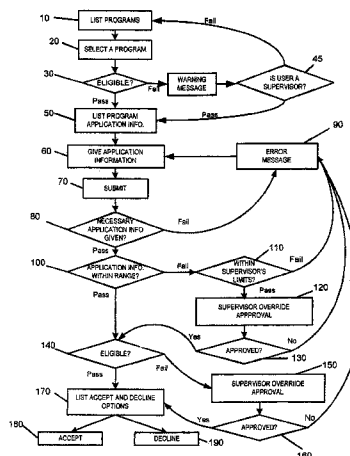 10
LIST PROGRAMS
Fail
20
SELECT A PROGRAM
45
30
ELIGIBLE?
Fail
WARNING
MESSAGE
IS USER A
SUPERVISOR?
Pass
50
LIST PROGRAM
APPLICATION INFO.
Pass
90
60
GIVE APPLICATION
INFORMATION
ERROR
MESSAGE
70
SUBMIT
80
NECESSARY
APPLICATION INFO
GIVEN?
Fail
Pass
110
100
APPLICATION INFO.
WITHIN RANGE?
Fail
WITHIN
SUPERVISOR'S
LIMITS?
Fail
Pass
Pass
120
SUPERVISOR OVERRIDE
APPPROVAL
Yes
No
APPROVED?
130
140
ELIGIBLE?
Fail
150
Pass
SUPERVISOR OVERRIDE
APPROVAL
170
LIST ACCEPT AND DECLINE
OPTIONS
Yes
No
APPROVED?
180
ACCEPT
DECLINE
190
160